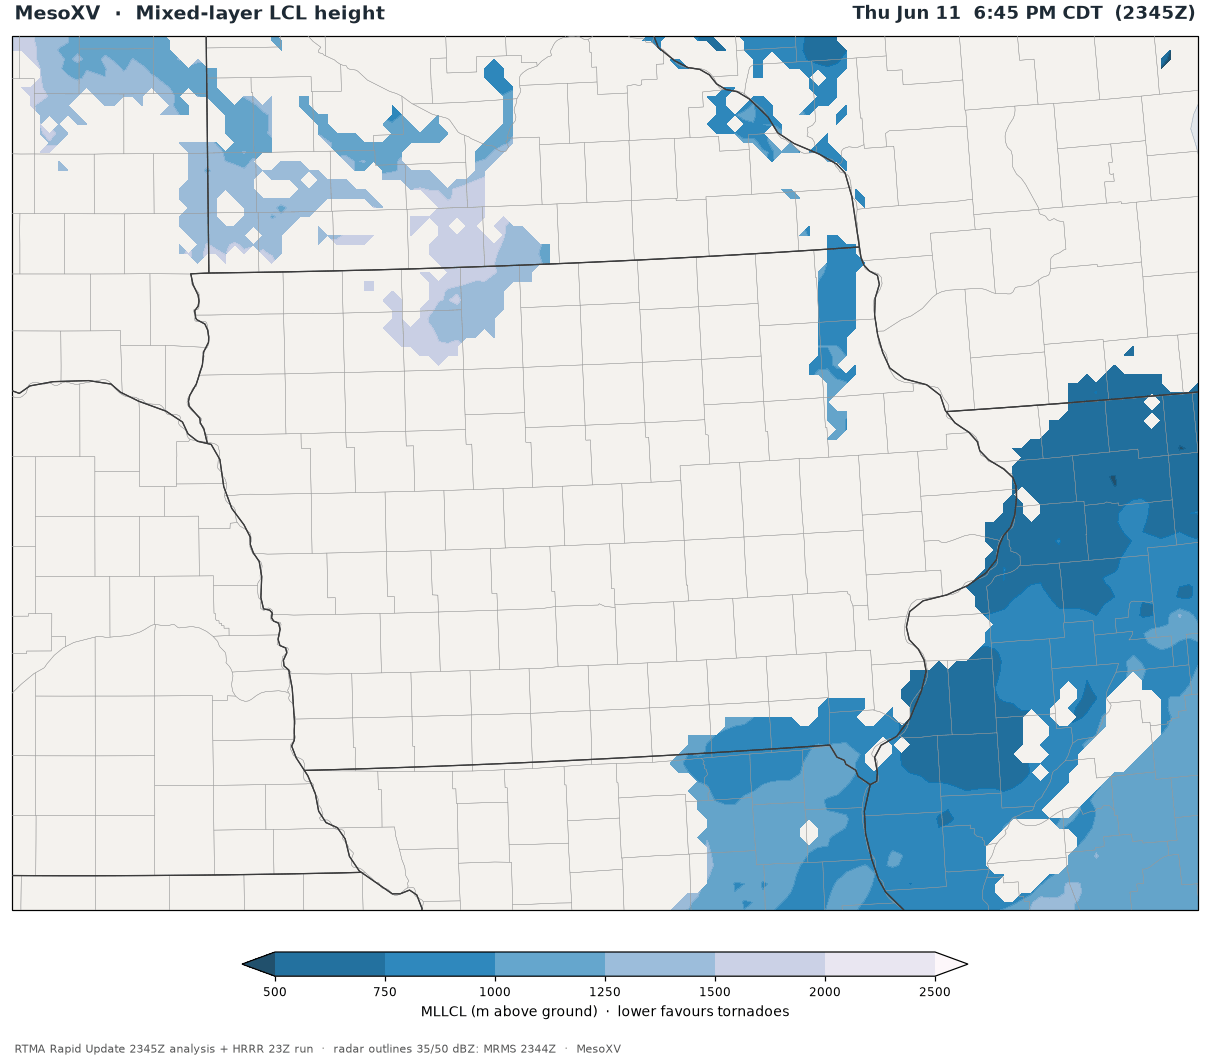 MesoXV · Mixed-layer LCL height
Thu Jun 11 6:45 PM CDT (2345Z)
500 750 1000 1250 1500 2000 2500
MLLCL (m above ground) · lower favours tornadoes
RTMA Rapid Update 2345Z analysis + HRRR 23Z run · radar outlines 35/50 dBZ: MRMS 2344Z · MesoXV